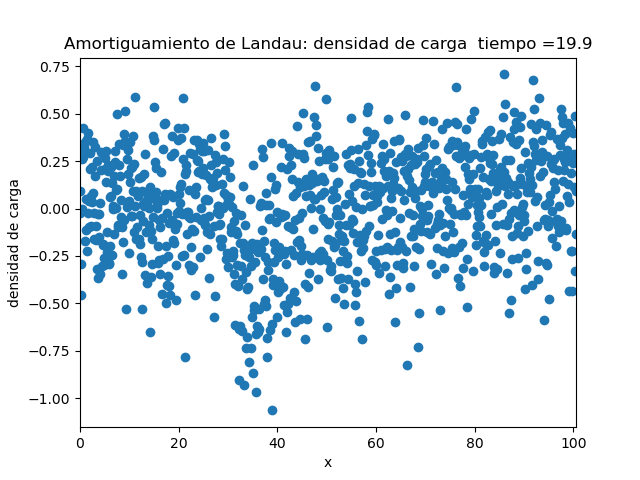 Amortiguamiento de Landau: densidad de carga  tiempo =19.9
densidad de carga
0.75
0.50
0.25
0.00
−0.25
−0.50
−0.75
−1.00
0 20 40 60 80 100
x